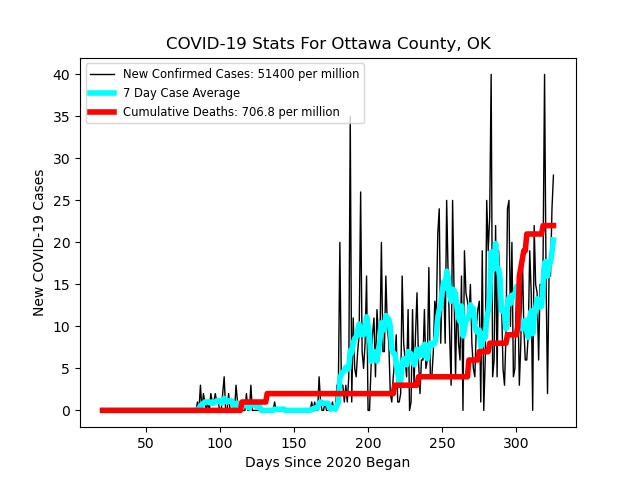 COVID-19 Stats For Ottawa County, OK
New Confirmed Cases: 51400 per million
7 Day Case Average
Cumulative Deaths: 706.8 per million
New COVID-19 Cases
40
35
30
25
20
15
10
5
0
50 100 150 200 250 300
Days Since 2020 Began